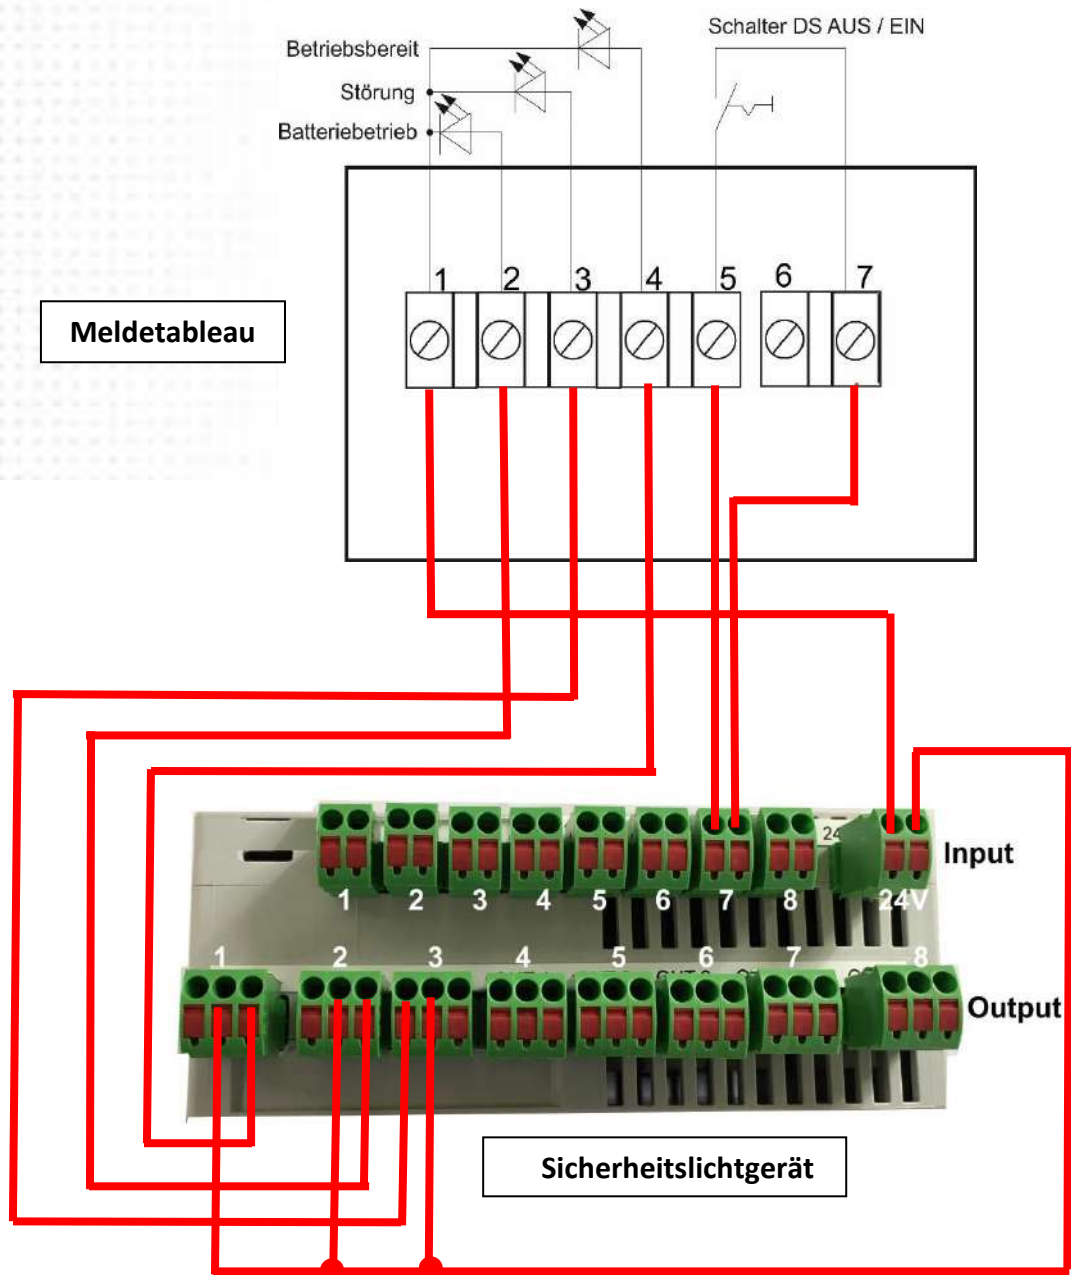 Schalter DS AUS / EIN
Betriebsbereit
Störung
Batteriebetrieb
1 2 3 4 5 6 7
Meldetableau
24
Input
1 2 3 4 5 6 7 8 24V
1 2 3 4 5 6 7 8
Output
Sicherheitslichtgerät